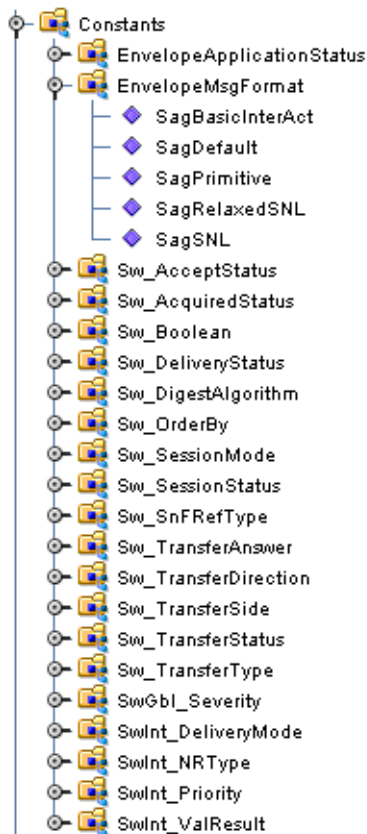 Constants
EnvelopeApplicationStatus
EnvelopeMsgFormat
SagBasicInterAct
SagDefault
SagPrimitive
SagRelaxedSNL
SagSNL
Sw_AcceptStatus
Sw_AcquiredStatus
Sw_Boolean
Sw_DeliveryStatus
Sw_DigestAlgorithm
Sw_OrderBy
Sw_SessionMode
Sw_SessionStatus
Sw_SnFRefType
Sw_TransferAnswer
Sw_TransferDirection
Sw_TransferSide
Sw_TransferStatus
Sw_TransferType
SwGbl_Severity
SwInt_DeliveryMode
SwInt_NRType
SwInt_Priority
SwInt_ValResult